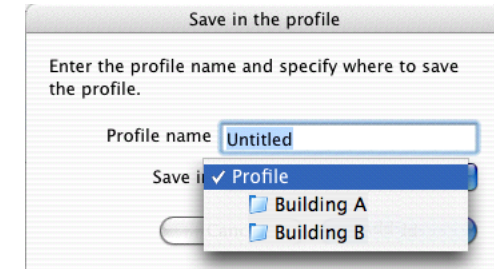 Save in the profile
Enter the profile name and specify where to save
the profile.
Profile name Untitled
Save i ✓ Profile
Building A
Building B